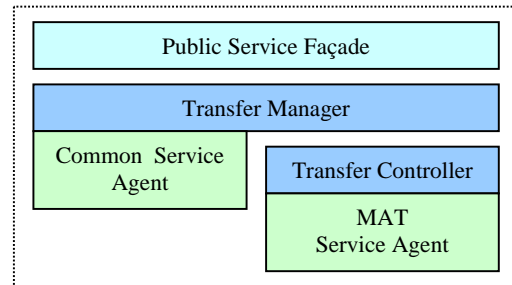 Public Service Façade
Transfer Manager
Common Service
Agent
Transfer Controller
MAT
Service Agent